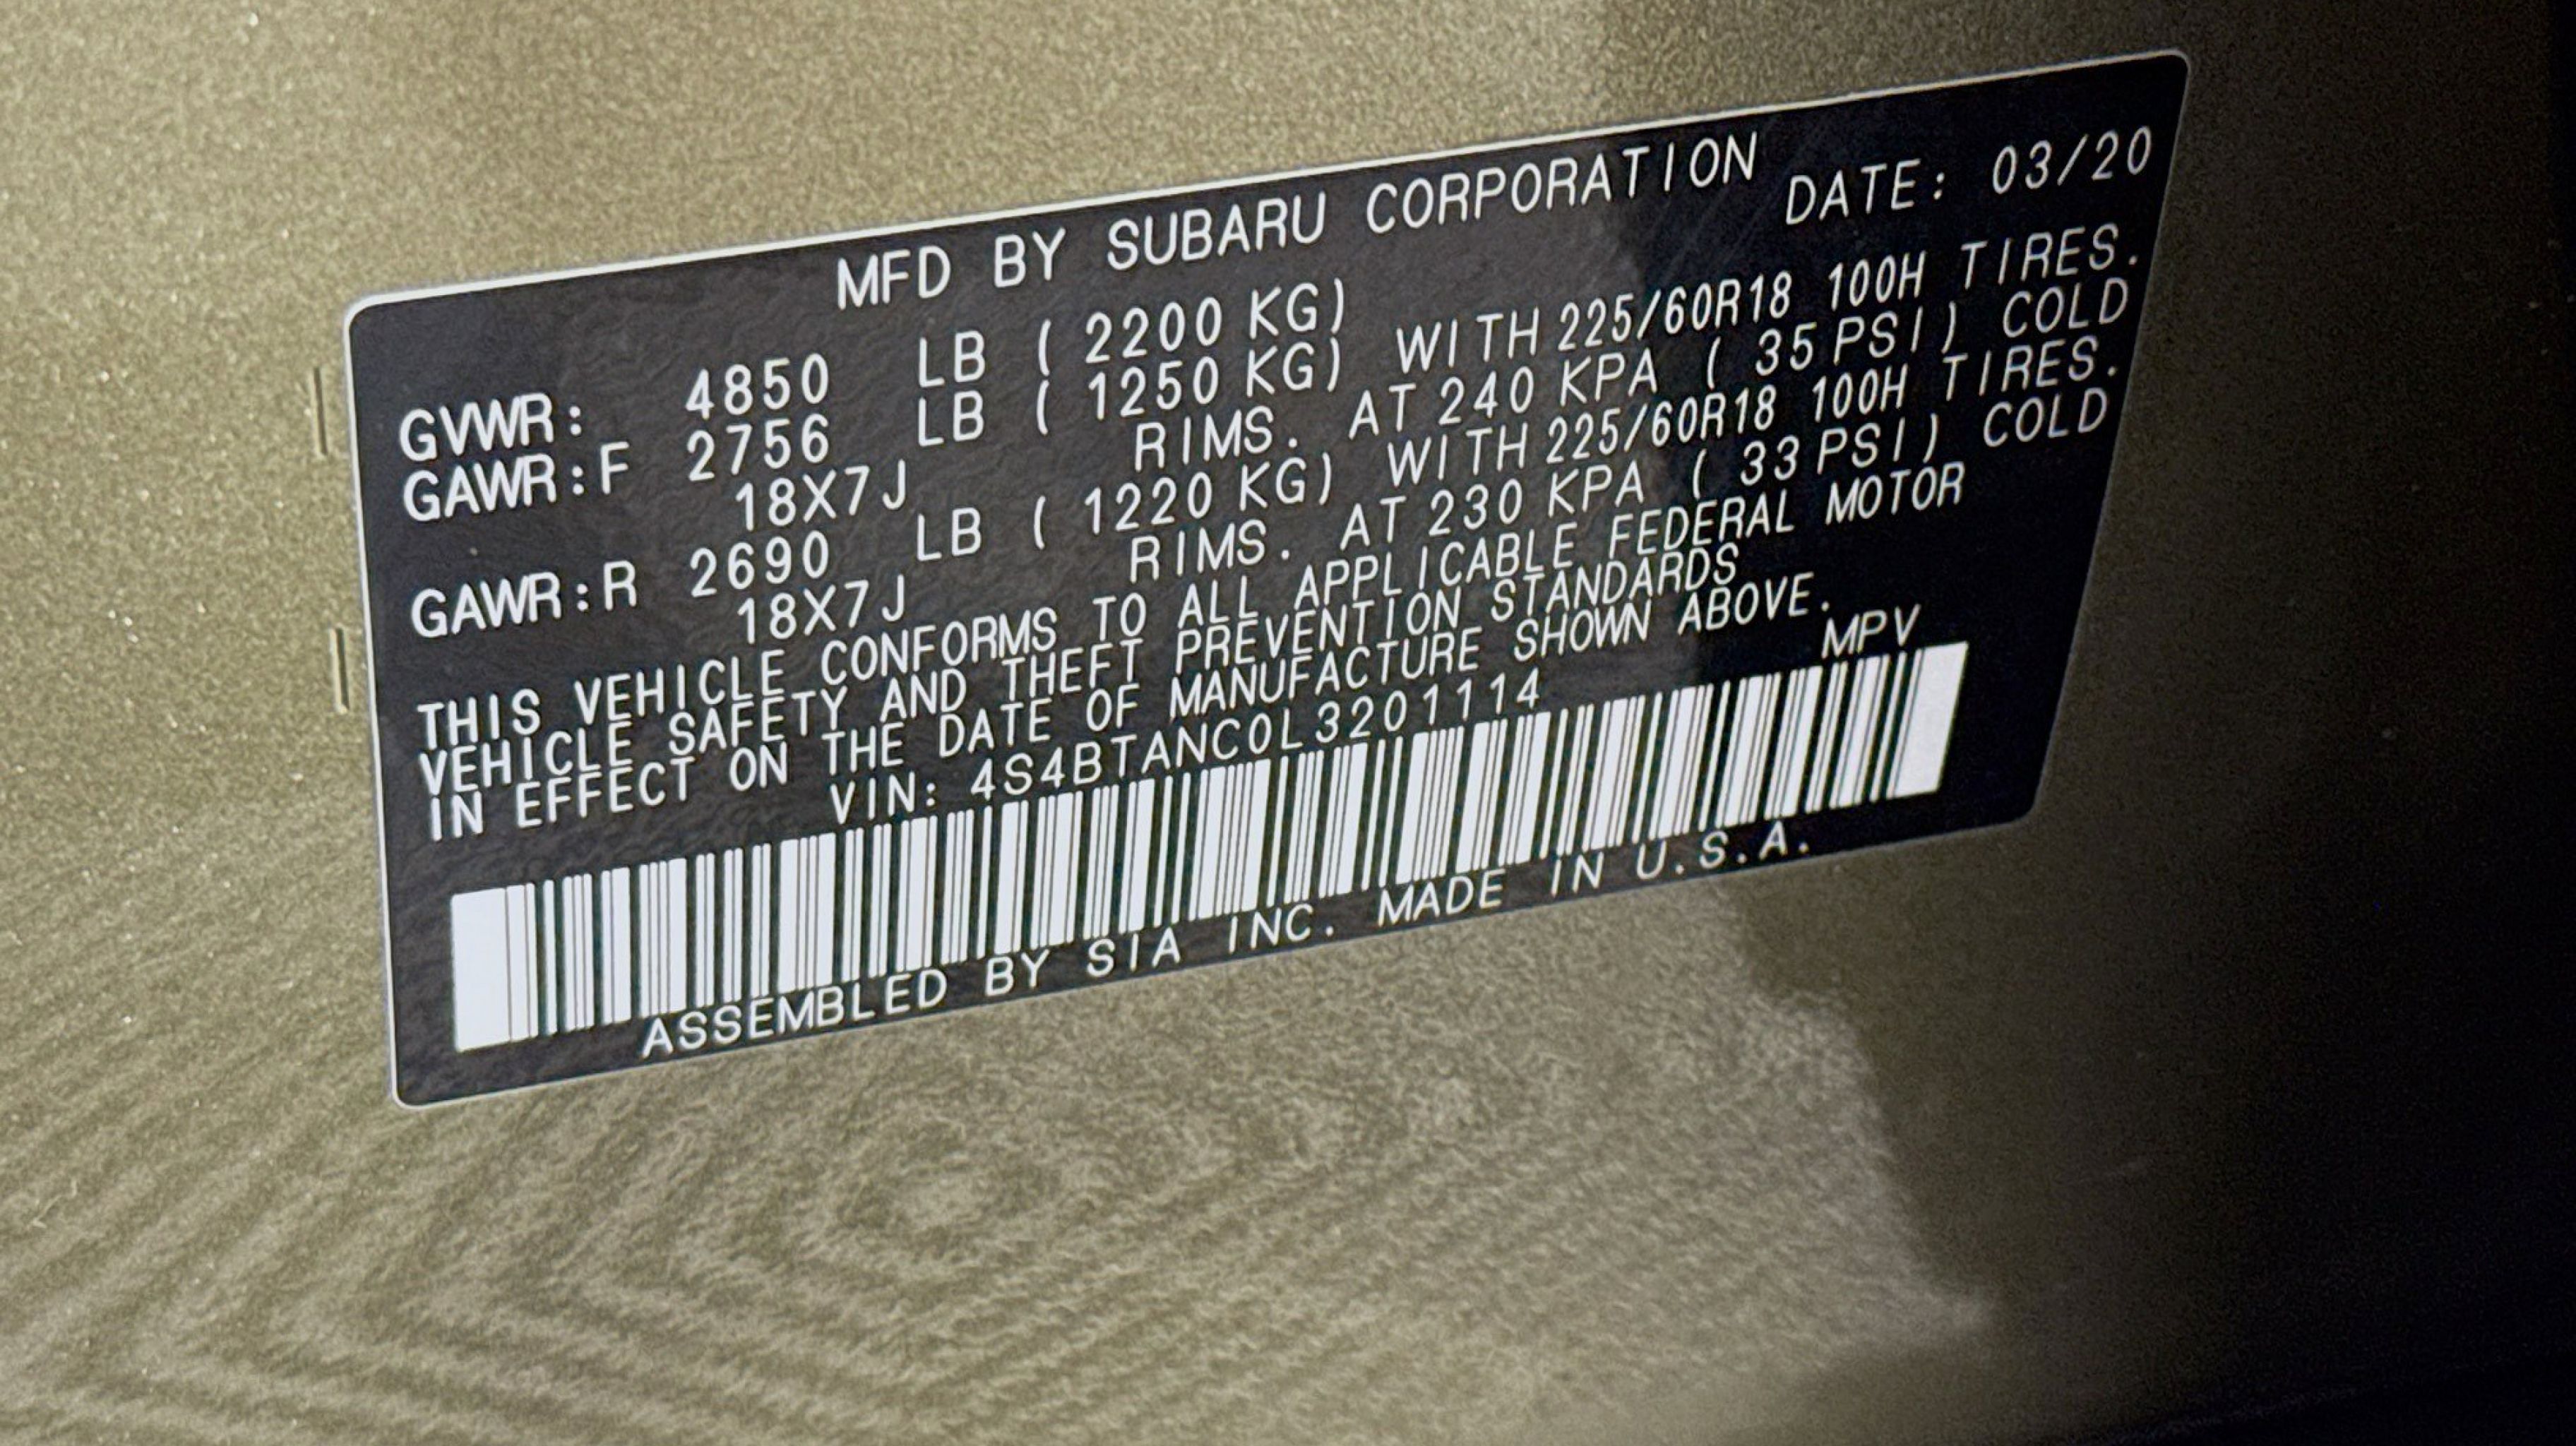 MFD BY SUBARU CORPORATION
DATE: 03/20
GVWR: 4850 LB ( 2200 KG)
GAWR:F 2756 LB ( 1250 KG) WITH 225/60R18 100H TIRES.
18X7J RIMS. AT 240 KPA ( 35 PSI) COLD
GAWR:R 2690 LB ( 1220 KG) WITH 225/60R18 100H TIRES.
18X7J RIMS. AT 230 KPA ( 33 PSI) COLD
THIS VEHICLE CONFORMS TO ALL APPLICABLE FEDERAL MOTOR
VEHICLE SAFETY AND THEFT PREVENTION STANDARDS
IN EFFECT ON THE DATE OF MANUFACTURE SHOWN ABOVE.
VIN: 4S4BTANC0L3201114 MPV
ASSEMBLED BY SIA INC. MADE IN U.S.A.